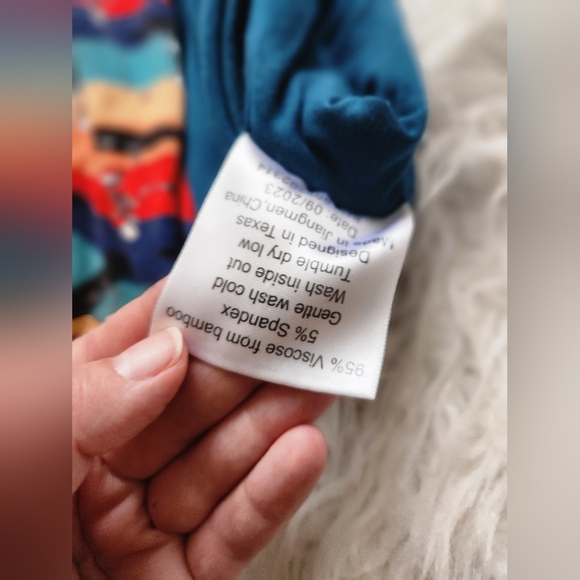 95% Viscose from bamboo
5% Spandex
Gentle wash cold
Wash inside out
Tumble dry low
Designed in Texas
Made in Jiangmen,China
Date: 09/2023